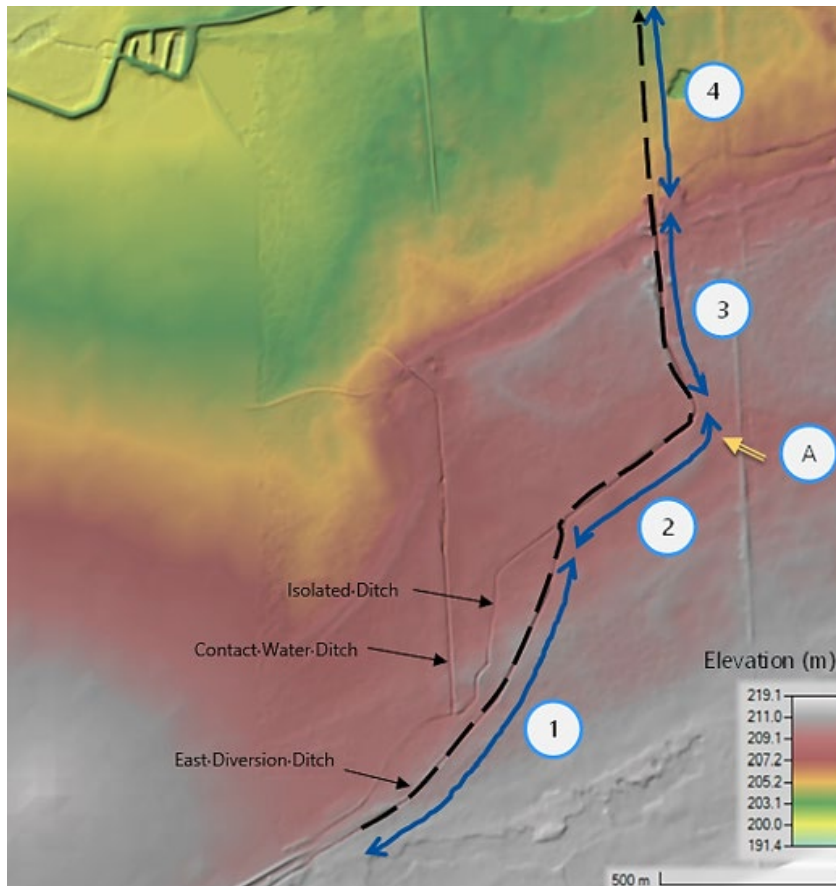 4
3
A
2
Isolated·Ditch
Contact·Water·Ditch
Elevation (m)
219.1
211.0
209.1
207.2
205.2
203.1
200.0
191.4
1
East·Diversion·Ditch
500 m